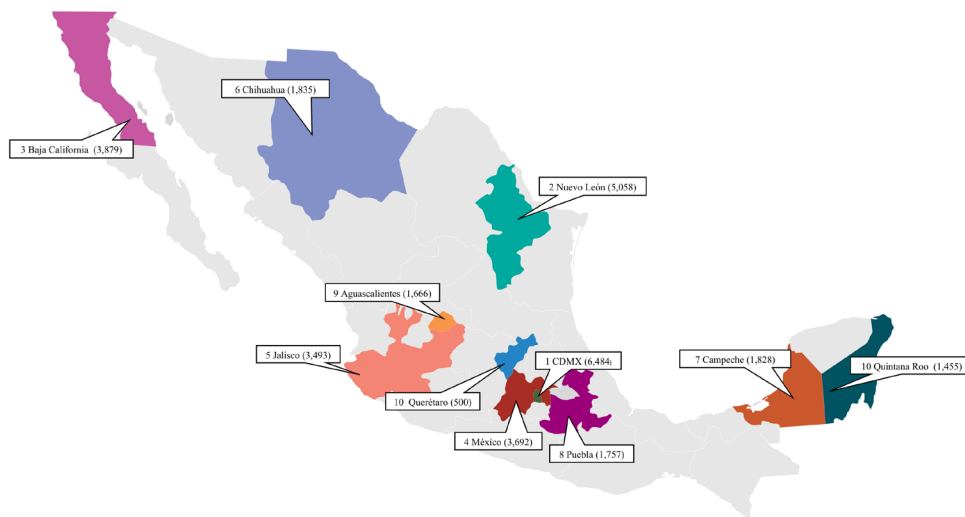 6 Chihuahua (1,835)
3 Baja California (3,879)
2 Nuevo León (5,058)
9 Aguascalientes (1,666)
5 Jalisco (3,493)
1 CDMX (6,484)
7 Campeche (1,828)
10 Quintana Roo (1,455)
10 Querétaro (500)
4 México (3,692)
8 Puebla (1,757)